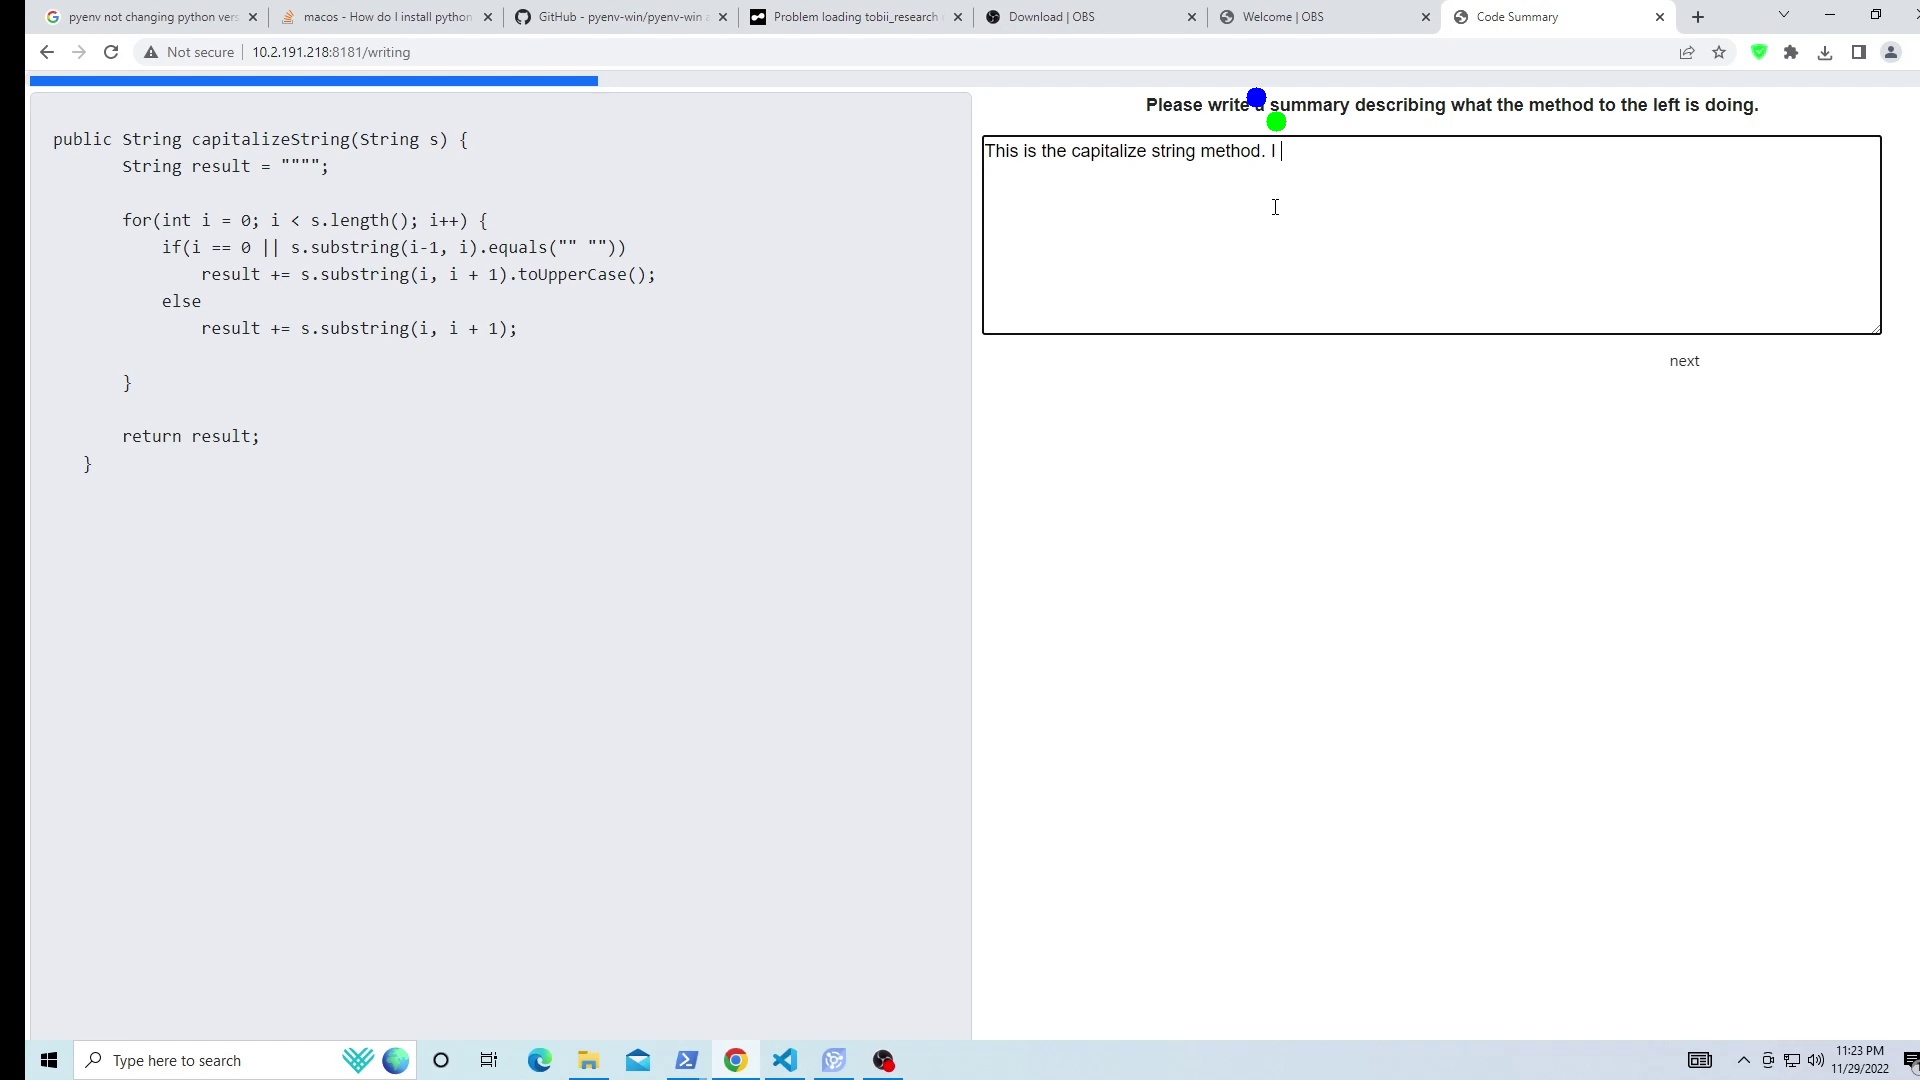 pyenv not changing python vers
macos - How do I install python
GitHub - pyenv-win/pyenv-win a
Problem loading tobii_research
Download | OBS
Welcome | OBS
Code Summary
Not secure
10.2.191.218:8181/writing
Please write a summary describing what the method to the left is doing.
public String capitalizeString(String s) {
String result = """";
for(int i = 0; i < s.length(); i++) {
if(i == 0 || s.substring(i-1, i).equals("" ""))
result += s.substring(i, i + 1).toUpperCase();
else
result += s.substring(i, i + 1);
}
return result;
}
This is the capitalize string method. I
next
Type here to search
11:23 PM
11/29/2022